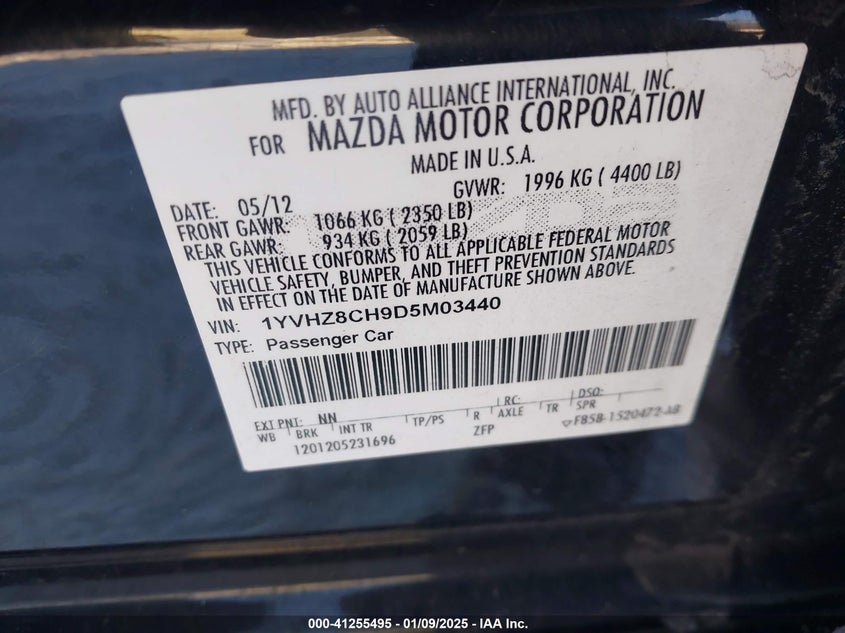 MFD. BY AUTO ALLIANCE INTERNATIONAL, INC.
FOR MAZDA MOTOR CORPORATION
MADE IN U.S.A.
DATE: 05/12 GVWR: 1996 KG ( 4400 LB)
FRONT GAWR: 1066 KG ( 2350 LB)
REAR GAWR: 934 KG ( 2059 LB)
THIS VEHICLE CONFORMS TO ALL APPLICABLE FEDERAL MOTOR
VEHICLE SAFETY, BUMPER, AND THEFT PREVENTION STANDARDS
IN EFFECT ON THE DATE OF MANUFACTURE SHOWN ABOVE.
VIN: 1YVHZ8CH9D5M03440
TYPE: Passenger Car
EXT PNT: NN RC: DSO:
WB BRK INT TR TP/PS R AXLE TR SPR
1201205231696 ZFP F85B-1520472-AB
000-41255495 - 01/09/2025 - IAA Inc.